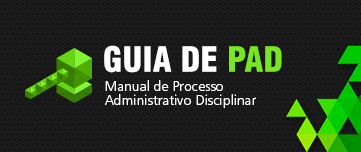 GUIA DE PAD
Manual de Processo
Administrativo Disciplinar